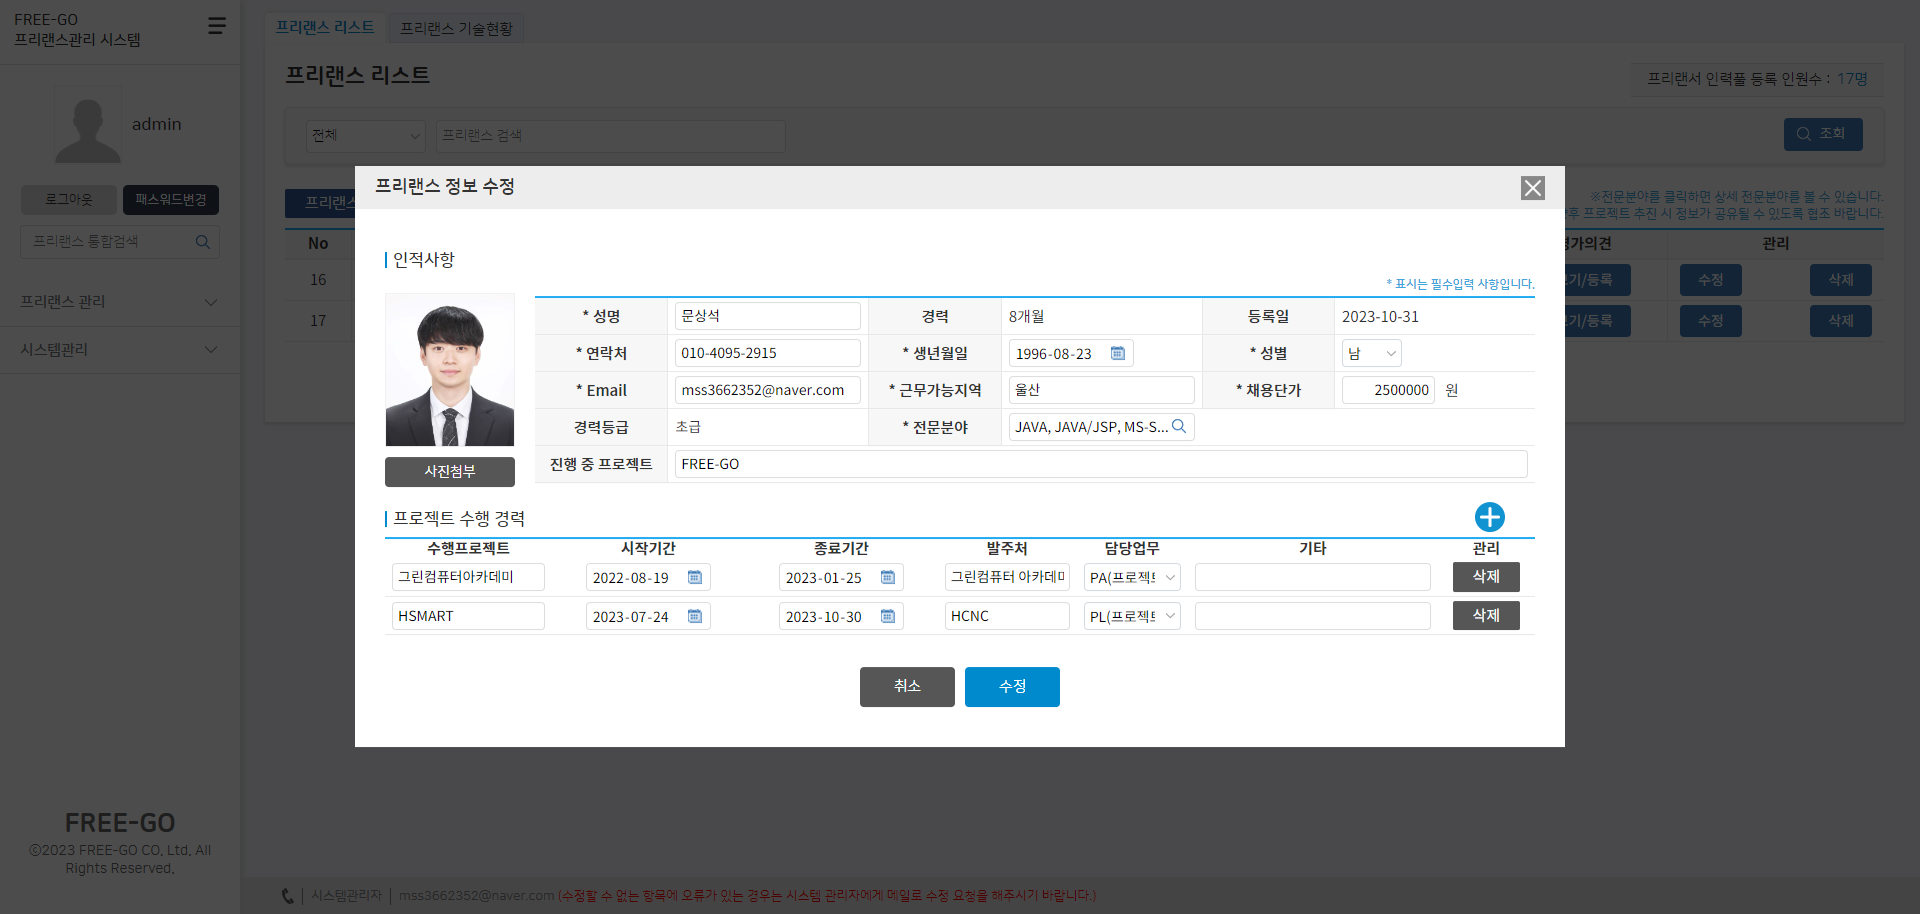 FREE-GO
프리랜스관리 시스템
admin
로그아웃 패스워드변경
프리랜스 통합검색
프리랜스 관리
시스템관리
FREE-GO
ⓒ2023 FREE-GO CO. Ltd. All
Rights Reserved.
프리랜스 리스트 프리랜스 기술현황
프리랜스 리스트
프리랜서 인력풀 등록 인원수 : 17명
전체 프리랜스 검색 조회
프리랜스
※전문분야를 클릭하면 상세 전문분야를 볼 수 있습니다.
프로젝트 추진 시 정보가 공유될 수 있도록 협조 바랍니다.
No 관리
16 수정 삭제
17 수정 삭제
프리랜스 정보 수정
인적사항
* 표시는 필수입력 사항입니다.
* 성명 문상석 경력 8개월 등록일 2023-10-31
* 연락처 010-4095-2915 * 생년월일 1996-08-23 * 성별 남
* Email mss3662352@naver.com * 근무가능지역 울산 * 채용단가 2500000 원
경력등급 초급 * 전문분야 JAVA, JAVA/JSP, MS-S...
진행 중 프로젝트 FREE-GO
사진첨부
프로젝트 수행 경력
수행프로젝트 시작기간 종료기간 발주처 담당업무 기타 관리
그린컴퓨터아카데미 2022-08-19 2023-01-25 그린컴퓨터 아카데미 PA(프로젝트 삭제
HSMART 2023-07-24 2023-10-30 HCNC PL(프로젝트 삭제
취소 수정
시스템관리자 mss3662352@naver.com (수정할 수 없는 항목에 오류가 있는 경우는 시스템 관리자에게 메일로 수정 요청을 해주시기 바랍니다.)